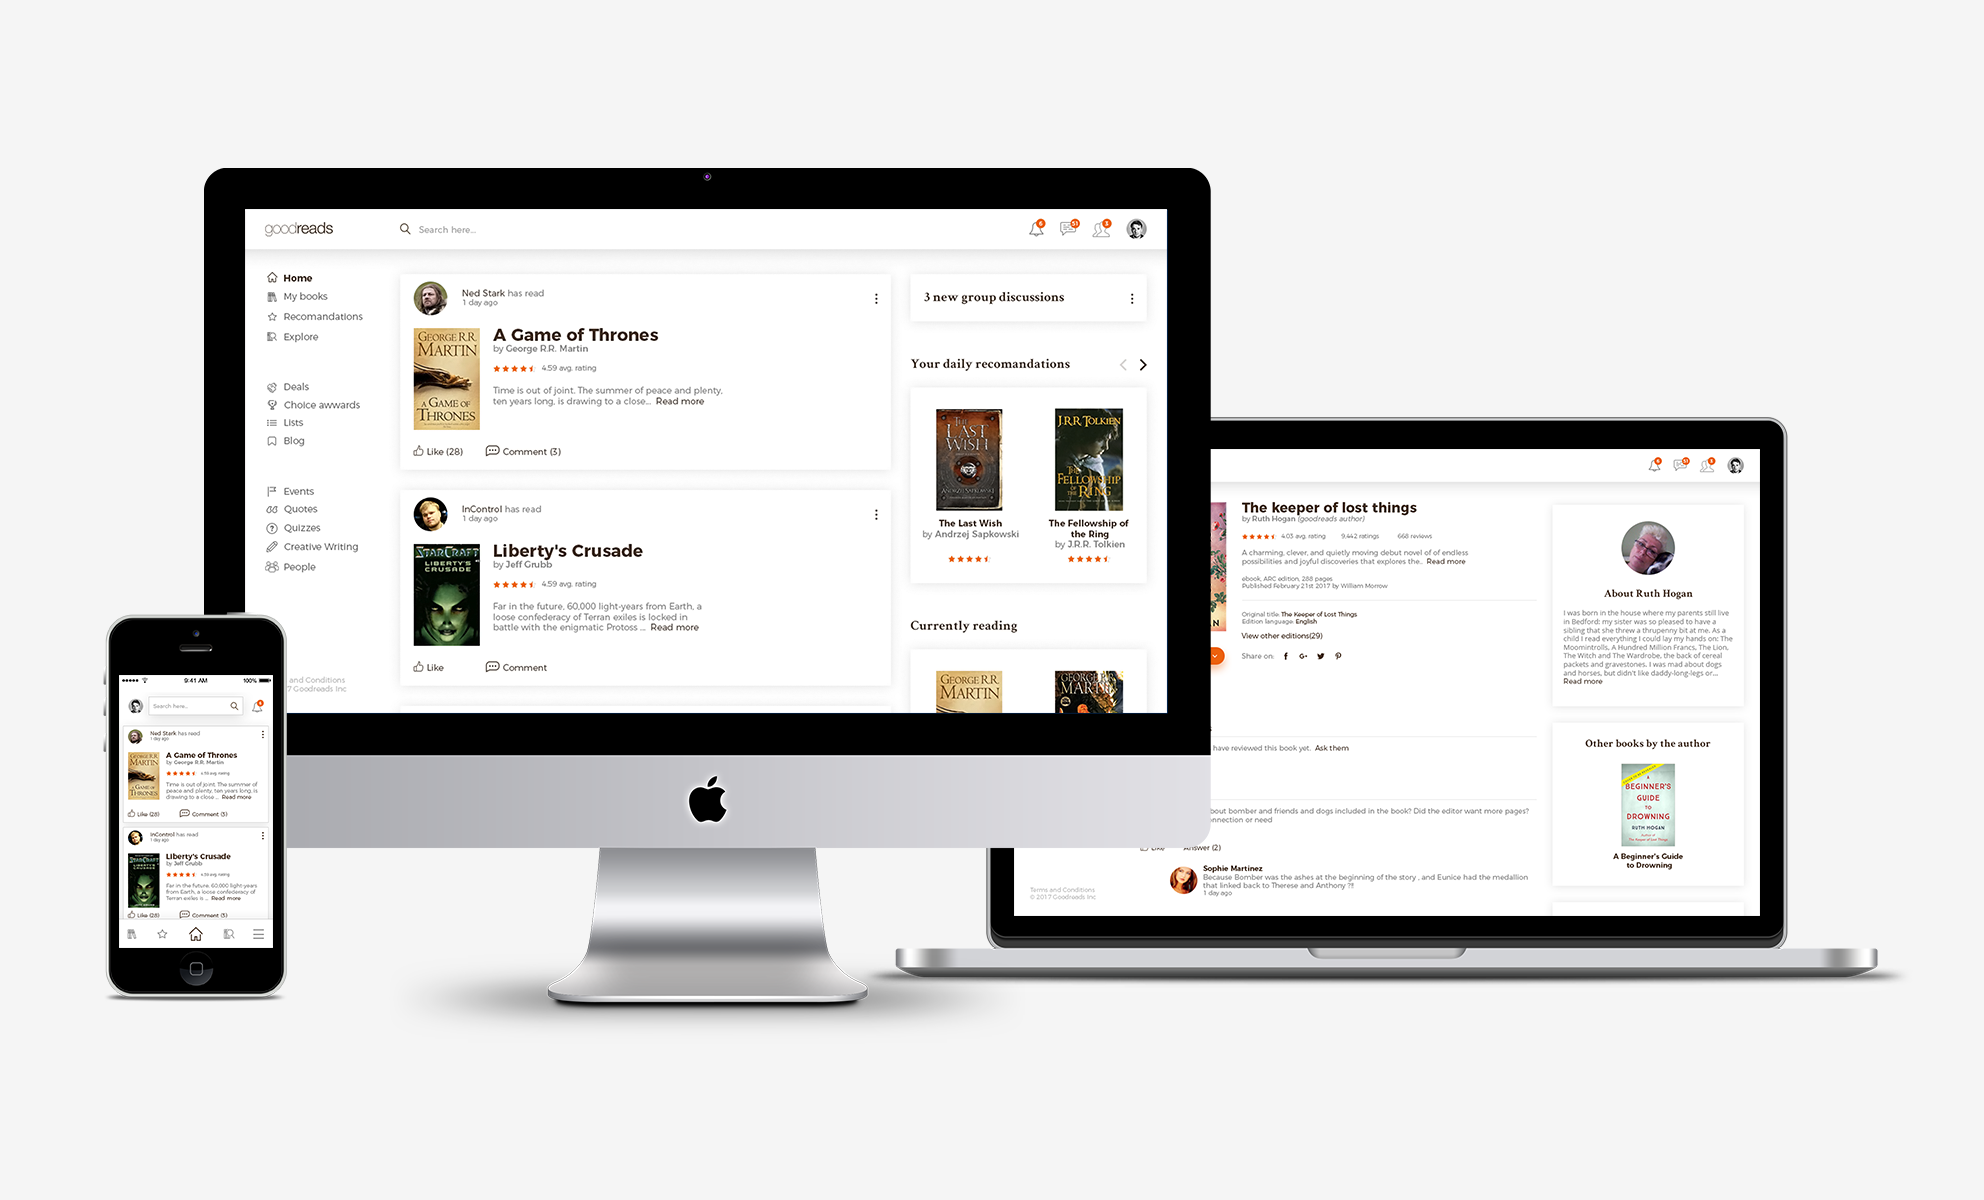 goodreads
Search here...
6
51
3
Home
My books
Recomandations
Explore
Deals
Choice awwards
Lists
Blog
Events
Quotes
Quizzes
Creative Writing
People
and Conditions
7 Goodreads Inc
Ned Stark has read
1 day ago
GEORGE R.R.
MARTIN
A GAME OF
THRONES
A Game of Thrones
by George R.R. Martin
4.59 avg. rating
Time is out of joint. The summer of peace and plenty,
ten years long, is drawing to a close... Read more
Like (28)
Comment (3)
InControl has read
1 day ago
STARCRAFT
LIBERTY'S
CRUSADE
Liberty's Crusade
by Jeff Grubb
4.59 avg. rating
Far in the future, 60,000 light-years from Earth, a
loose confederacy of Terran exiles is locked in
battle with the enigmatic Protoss ... Read more
Like
Comment
3 new group discussions
Your daily recomandations
THE
LAST
WISH
ANDRZEJ SAPKOWSKI
The Last Wish
by Andrzej Sapkowski
J.R.R. TOLKIEN
THE
FELLOWSHIP
OF THE
RING
The Fellowship of
the Ring
by J.R.R. Tolkien
Currently reading
GEORGE R.R.
MARTIN
GEORGE R.R.
MARTIN
9:41 AM
100%
Search here...
6
Ned Stark has read
1 day ago
GEORGE R.R.
MARTIN
A GAME OF
THRONES
A Game of Thrones
by George R.R. Martin
4.59 avg. rating
Time is out of joint. The summer of
peace and plenty, ten years long, is
drawing to a close ... Read more
Like (28)
Comment (3)
InControl has read
1 day ago
STARCRAFT
LIBERTY'S
CRUSADE
Liberty's Crusade
by Jeff Grubb
4.59 avg. rating
Far in the future, 60,000 light-years
from Earth, a loose confederacy of
Terran exiles is ... Read more
Like (28)
Comment (3)
6
51
3
N
The keeper of lost things
by Ruth Hogan (goodreads author)
4.03 avg. rating
9,442 ratings
668 reviews
A charming, clever, and quietly moving debut novel of of endless
possibilities and joyful discoveries that explores the.. Read more
ebook, ARC edition, 288 pages
Published February 21st 2017 by William Morrow
Original title: The Keeper of Lost Things
Edition language: English
View other editions(29)
Share on:
s
have reviewed this book yet. Ask them
bout bomber and friends and dogs included in the book? Did the editor want more pages?
onnection or need
Like
Answer (2)
Sophie Martinez
Because Bomber was the ashes at the beginning of the story , and Eunice had the medallion
that linked back to Therese and Anthony ?!!
1 day ago
Terms and Conditions
© 2017 Goodreads Inc
About Ruth Hogan
I was born in the house where my parents still live
in Bedford: my sister was so pleased to have a
sibling that she threw a thrupenny bit at me. As a
child I read everything I could lay my hands on: The
Moomintrolls, A Hundred Million Francs, The Lion,
The Witch and The Wardrobe, the back of cereal
packets and gravestones. I was mad about dogs
and horses, but didn't like daddy-long-legs or...
Read more
Other books by the author
A
BEGINNER'S
GUIDE
TO
DROWNING
RUTH HOGAN
A Beginner's Guide
to Drowning